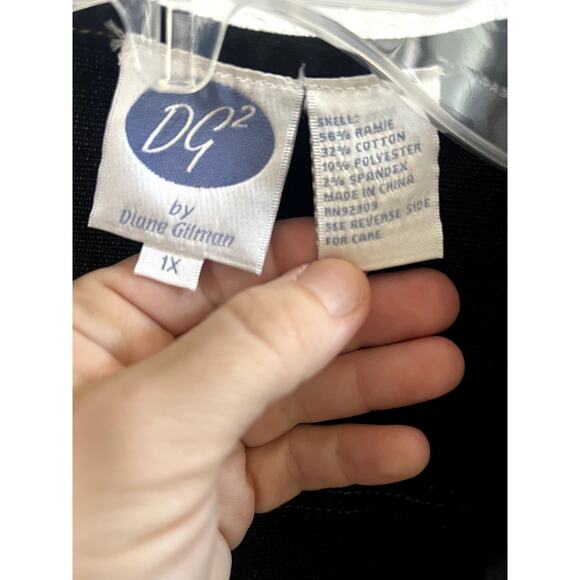 DG²
by
Diane Gilman
1X
SHELL:
56% RAMIE
32% COTTON
10% POLYESTER
2% SPANDEX
MADE IN CHINA
RN92309
SEE REVERSE SIDE
FOR CARE